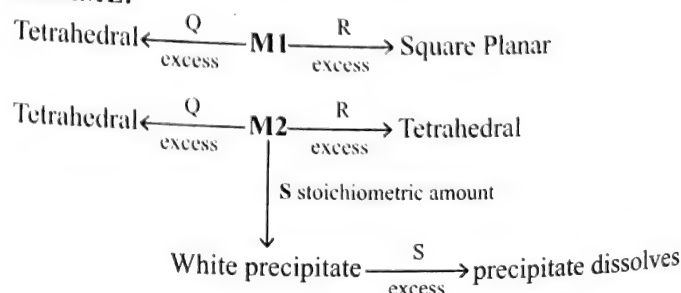 Tetrahedral Q excess M1 R excess Square Planar
Tetrahedral Q excess M2 R excess Tetrahedral
S stoichiometric amount
White precipitate S excess precipitate dissolves